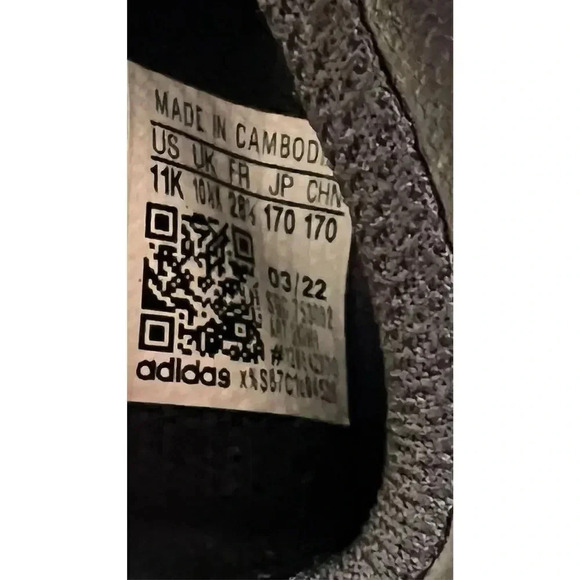 MADE IN CAMBODIA
US UK FR JP CHN
11K 10½K 28½ 170 170
03/22
adidas